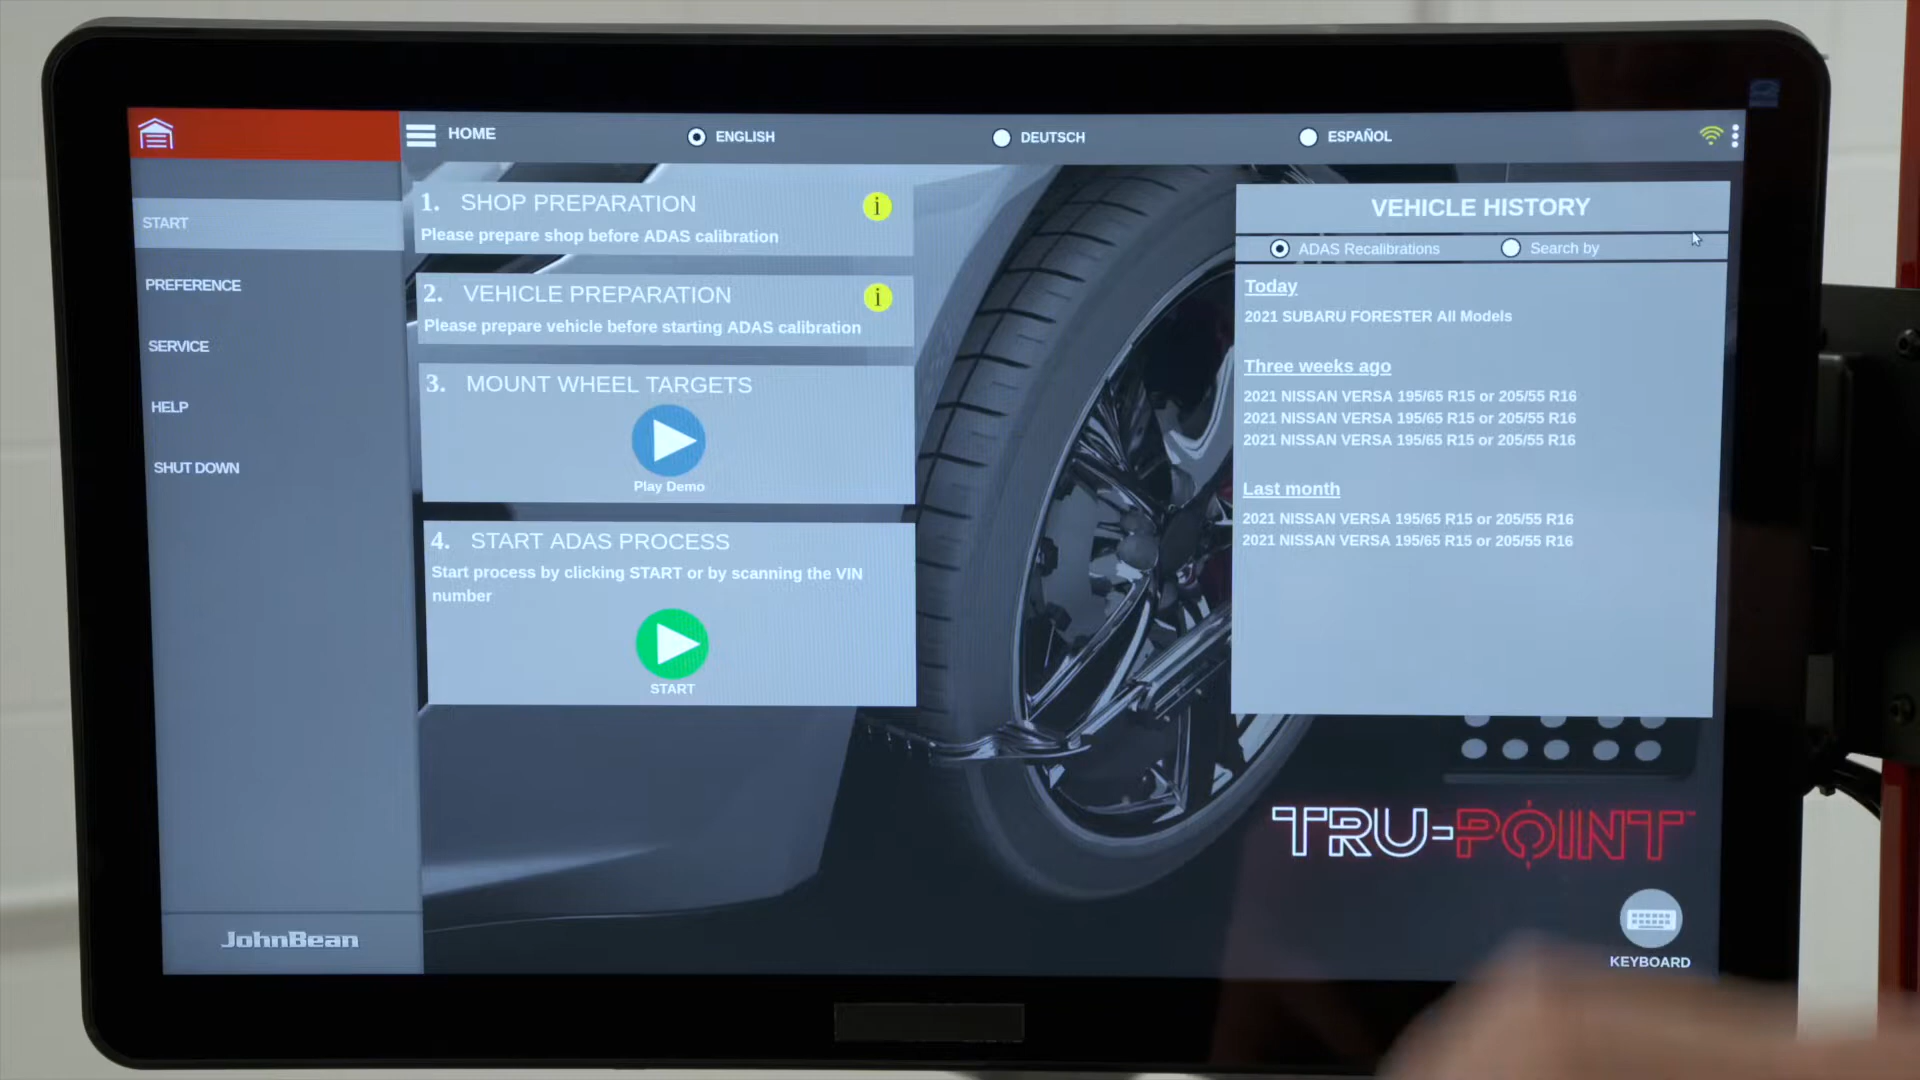 HOME
ENGLISH
DEUTSCH
ESPAÑOL
START
PREFERENCE
SERVICE
HELP
SHUT DOWN
JohnBean
1. SHOP PREPARATION
i
Please prepare shop before ADAS calibration
2. VEHICLE PREPARATION
i
Please prepare vehicle before starting ADAS calibration
3. MOUNT WHEEL TARGETS
Play Demo
4. START ADAS PROCESS
Start process by clicking START or by scanning the VIN
number
START
VEHICLE HISTORY
ADAS Recalibrations
Search by
Today
2021 SUBARU FORESTER All Models
Three weeks ago
2021 NISSAN VERSA 195/65 R15 or 205/55 R16
2021 NISSAN VERSA 195/65 R15 or 205/55 R16
2021 NISSAN VERSA 195/65 R15 or 205/55 R16
Last month
2021 NISSAN VERSA 195/65 R15 or 205/55 R16
2021 NISSAN VERSA 195/65 R15 or 205/55 R16
TRU-POINT™
KEYBOARD